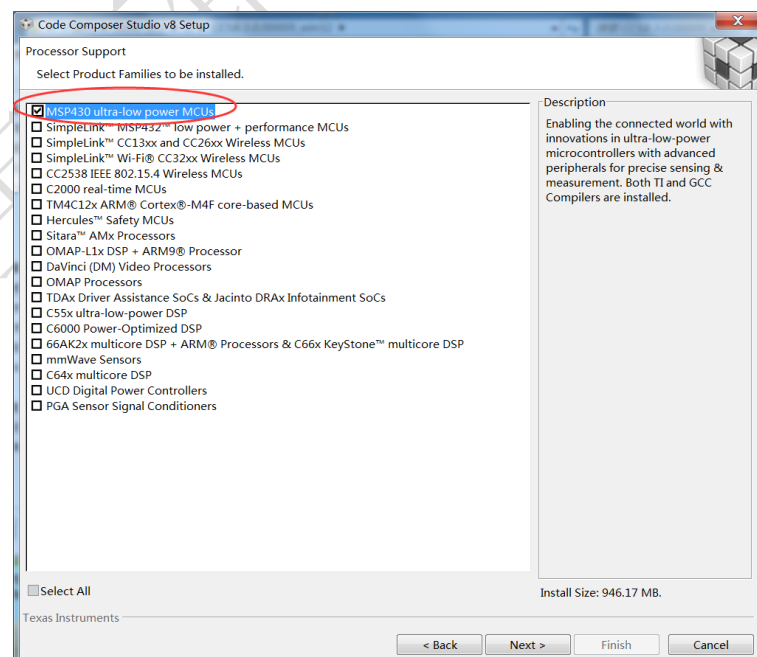 Code Composer Studio v8 Setup
Processor Support
Select Product Families to be installed.
MSP430 ultra-low power MCUs
SimpleLink™ MSP432™ low power + performance MCUs
SimpleLink™ CC13xx and CC26xx Wireless MCUs
SimpleLink™ Wi-Fi® CC32xx Wireless MCUs
CC2538 IEEE 802.15.4 Wireless MCUs
C2000 real-time MCUs
TM4C12x ARM® Cortex®-M4F core-based MCUs
Hercules™ Safety MCUs
Sitara™ AMx Processors
OMAP-L1x DSP + ARM9® Processor
DaVinci (DM) Video Processors
OMAP Processors
TDAx Driver Assistance SoCs & Jacinto DRAx Infotainment SoCs
C55x ultra-low-power DSP
C6000 Power-Optimized DSP
66AK2x multicore DSP + ARM® Processors & C66x KeyStone™ multicore DSP
mmWave Sensors
C64x multicore DSP
UCD Digital Power Controllers
PGA Sensor Signal Conditioners
Description
Enabling the connected world with
innovations in ultra-low-power
microcontrollers with advanced
peripherals for precise sensing &
measurement. Both TI and GCC
Compilers are installed.
Select All
Install Size: 946.17 MB.
Texas Instruments
< Back
Next >
Finish
Cancel